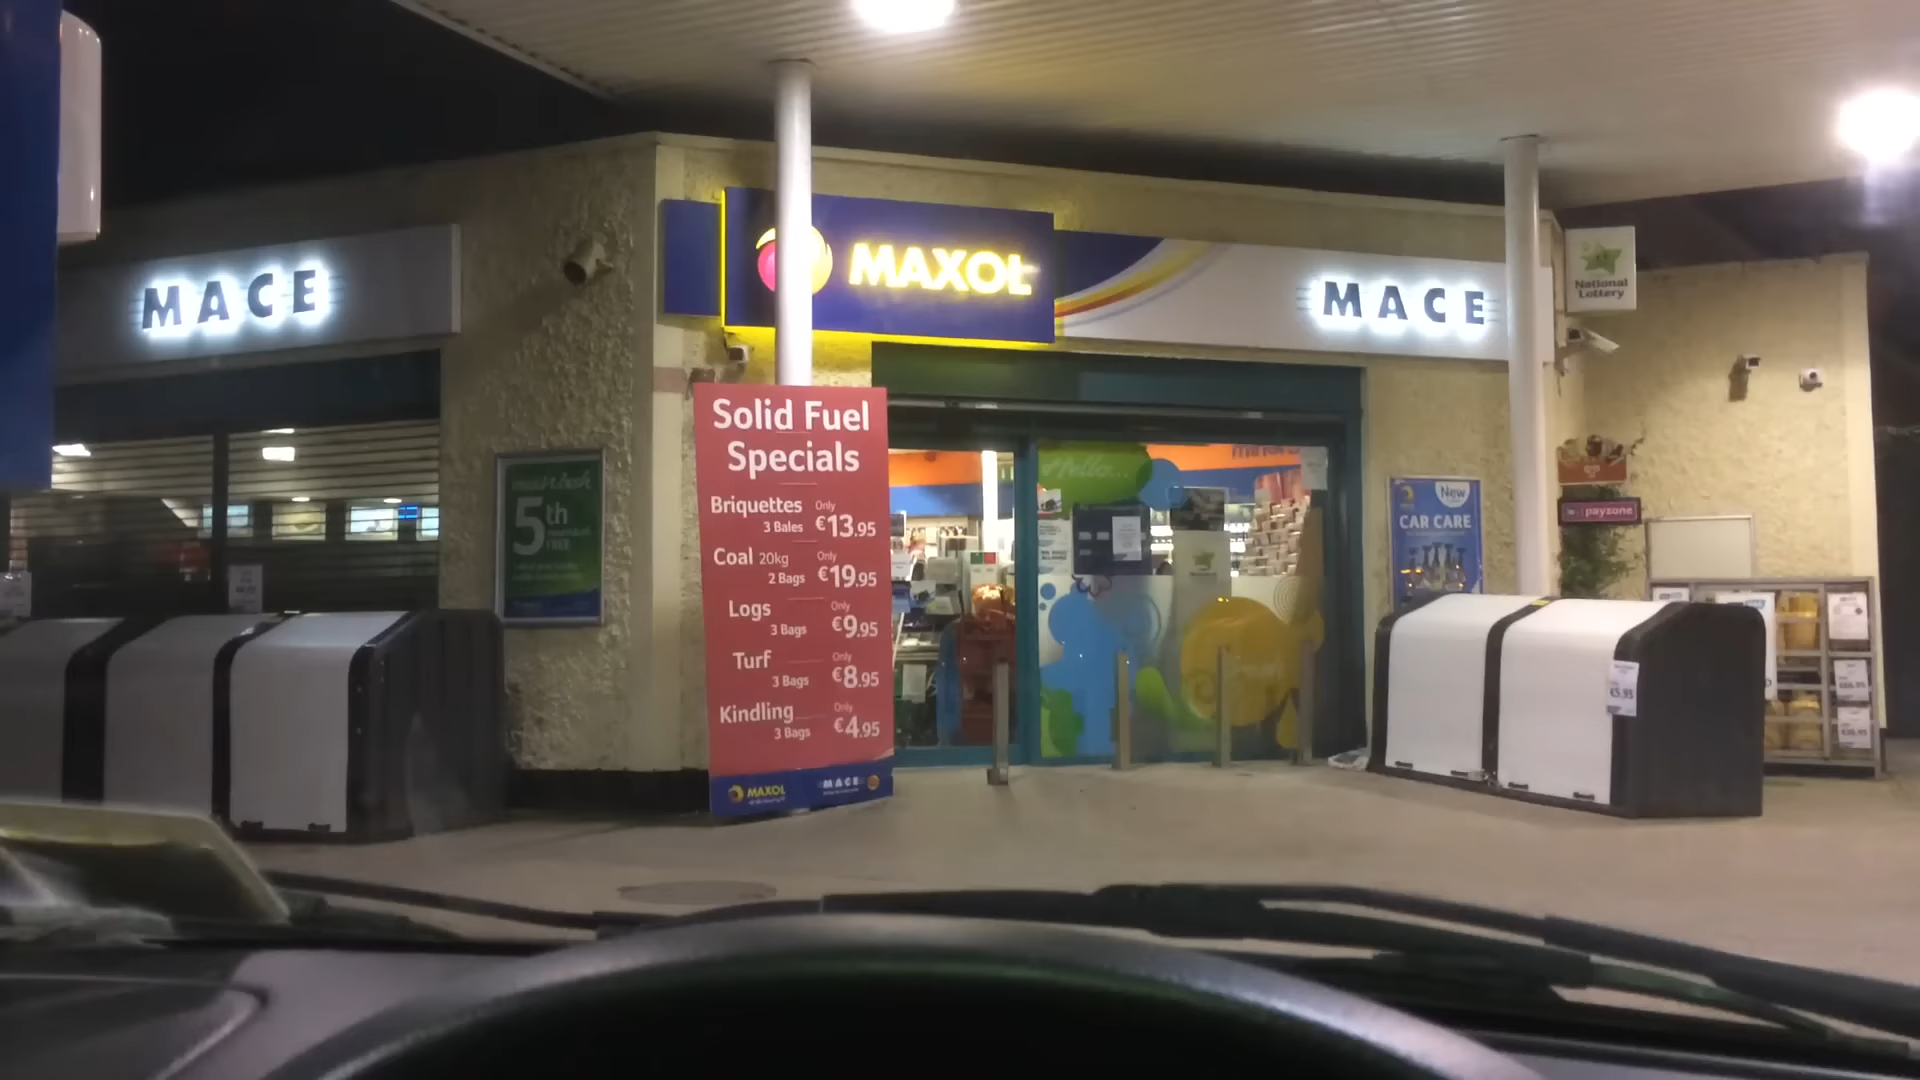 MACE
MAXOL
MACE
National
Lottery
Solid Fuel
Specials
Briquettes Only
3 Bales €13.95
Coal 20kg Only
2 Bags €19.95
Logs Only
3 Bags €9.95
Turf Only
3 Bags €8.95
Kindling Only
3 Bags €4.95
MAXOL MACE
5th
FREE
Hello...
New
CAR CARE
payzone
€5.95